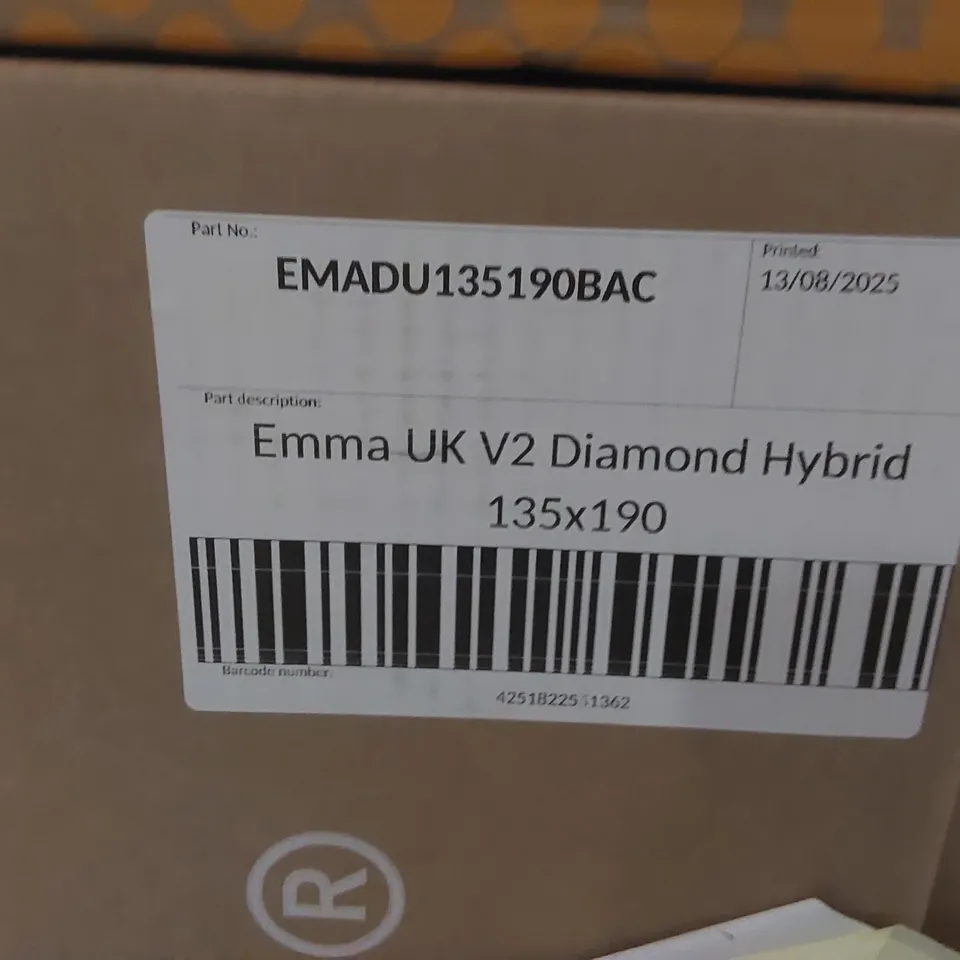 Part No.:
EMADU135190BAC
Printed:
13/08/2025
Part description:
Emma UK V2 Diamond Hybrid
135x190
Barcode number:
®